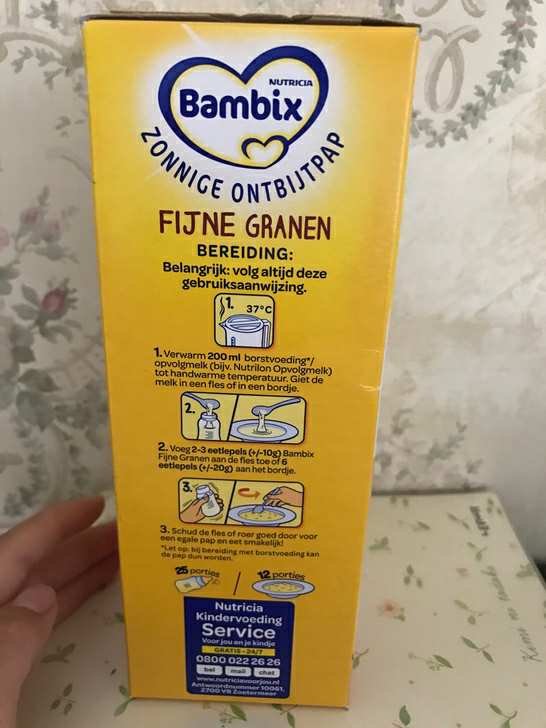 NUTRICIA
Bambix
ZONNIGE ONTBIJTPAP
FIJNE GRANEN
BEREIDING:
Belangrijk: volg altijd deze
gebruiksaanwijzing.
1. 37°C
1. Verwarm 200 ml borstvoeding*/
opvolgmelk (bijv. Nutrilon Opvolgmelk)
tot handwarme temperatuur. Giet de
melk in een fles of in een bordje.
2.
2. Voeg 2-3 eetlepels (+/-10g) Bambix
Fijne Granen aan de fles toe of 6
eetlepels (+/-20g) aan het bordje.
3.
3. Schud de fles of roer goed door voor
een egale pap en eet smakelijk!
*Let op: bij bereiding met borstvoeding kan
de pap dun worden.
25 porties / 12 porties
Nutricia
Kindervoeding
Service
Voor jou en je kindje
GRATIS - 24/7
0800 022 26 26
bel mail chat
www.nutriciavoorjou.nl
Antwoordnummer 10051,
2700 VB Zoetermeer